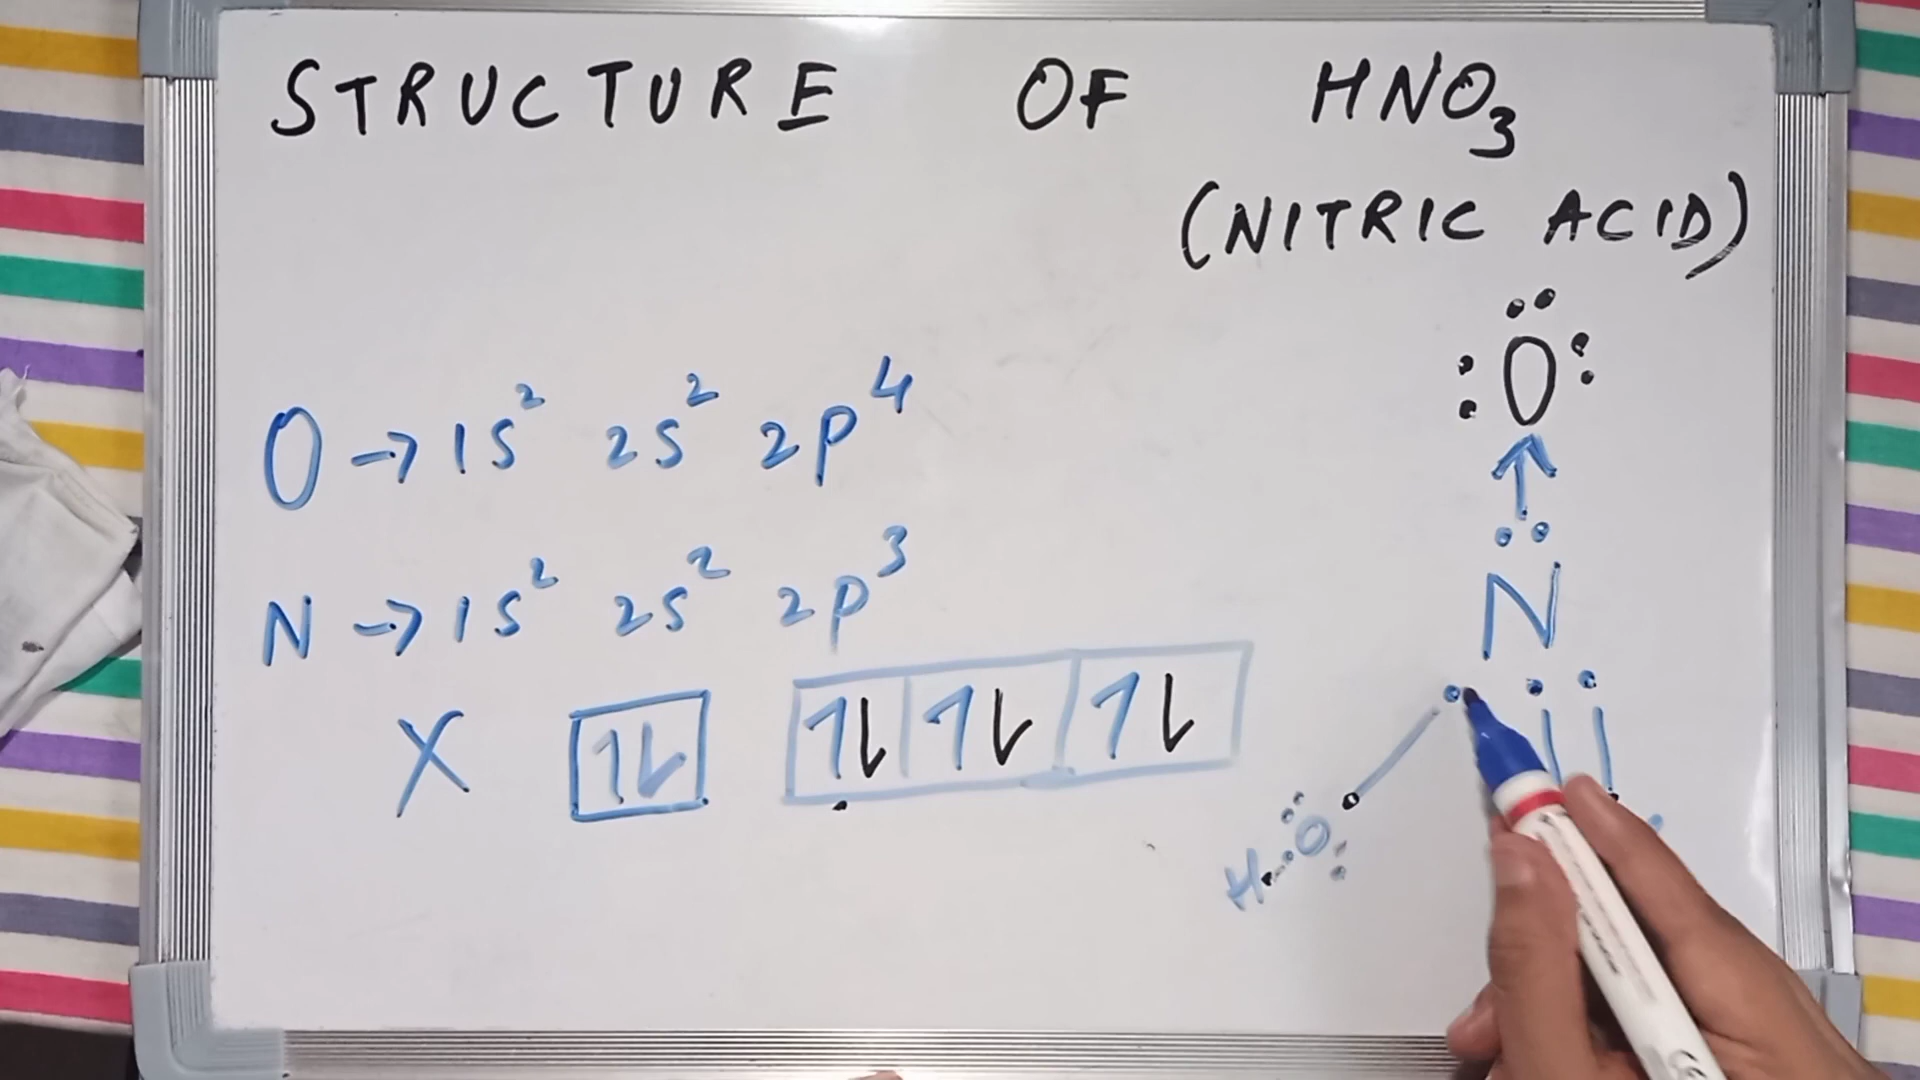 STRUCTURE OF HNO₃
(NITRIC ACID)
O → 1s² 2s² 2p⁴
N → 1s² 2s² 2p³
X ↿⇂ ↿⇂ ↿⇂ ↿⇂
O
↑
N
O
H